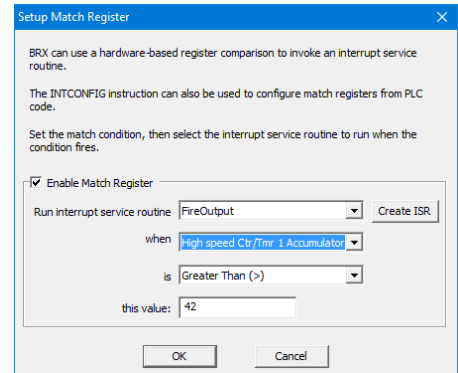 Setup Match Register
BRX can use a hardware-based register comparison to invoke an interrupt service
routine.
The INTCONFIG instruction can also be used to configure match registers from PLC
code.
Set the match condition, then select the interrupt service routine to run when the
condition fires.
Enable Match Register
Run interrupt service routine FireOutput Create ISR
when High speed Ctr/Tmr 1 Accumulator
is Greater Than (>)
this value: 42
OK Cancel